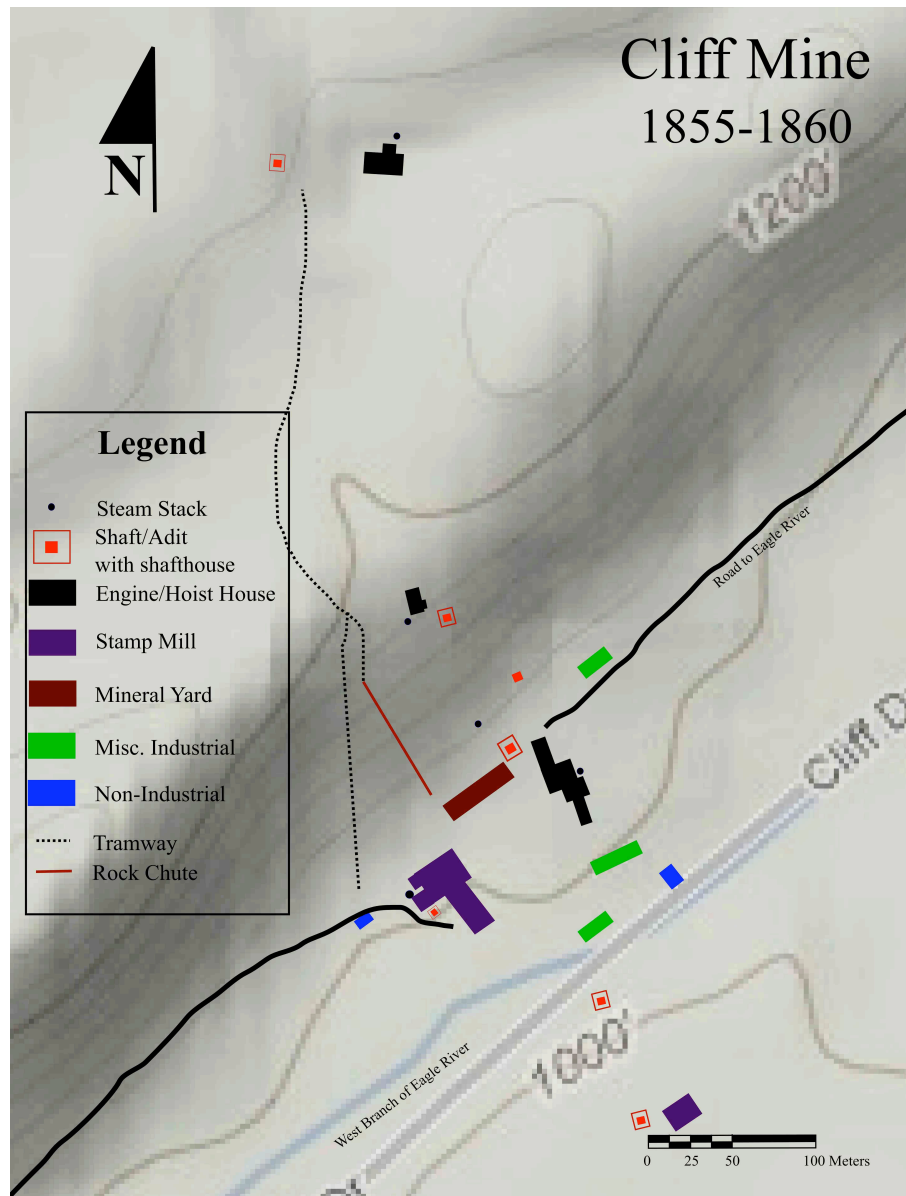 Cliff Mine
1855-1860
N
1200'
Legend
Steam Stack
Shaft/Adit
with shafthouse
Engine/Hoist House
Stamp Mill
Mineral Yard
Misc. Industrial
Non-Industrial
Tramway
Rock Chute
Road to Eagle River
Cliff D
1000'
West Branch of Eagle River
0 25 50 100 Meters